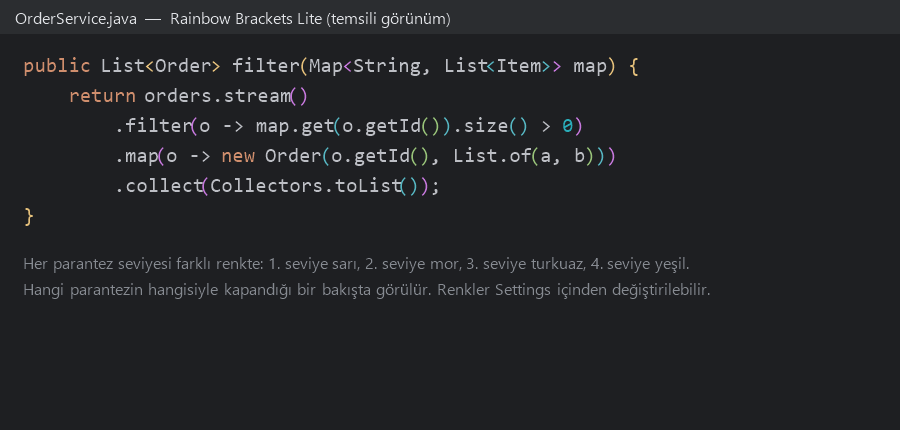 OrderService.java — Rainbow Brackets Lite (temsili görünüm)
public List<Order> filter(Map<String, List<Item>> map) {
    return orders.stream()
        .filter(o -> map.get(o.getId()).size() > 0)
        .map(o -> new Order(o.getId(), List.of(a, b)))
        .collect(Collectors.toList());
}
Her parantez seviyesi farklı renkte: 1. seviye sarı, 2. seviye mor, 3. seviye turkuaz, 4. seviye yeşil.
Hangi parantezin hangisiyle kapandığı bir bakışta görülür. Renkler Settings içinden değiştirilebilir.